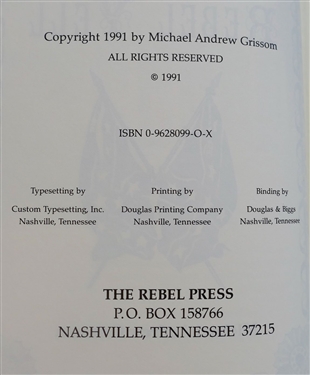 Copyright 1991 by Michael Andrew Grissom
ALL RIGHTS RESERVED
© 1991
ISBN 0-9628099-O-X
Typesetting by
Custom Typesetting, Inc.
Nashville, Tennessee
Printing by
Douglas Printing Company
Nashville, Tennessee
Binding by
Douglas & Biggs
Nashville, Tennessee
THE REBEL PRESS
P. O. BOX 158766
NASHVILLE, TENNESSEE 37215